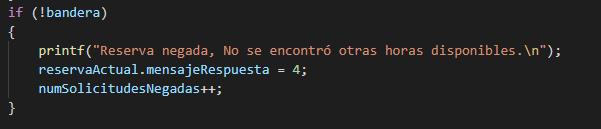 if (!bandera)
{
    printf("Reserva negada, No se encontró otras horas disponibles.\n");
    reservaActual.mensajeRespuesta = 4;
    numSolicitudesNegadas++;
}